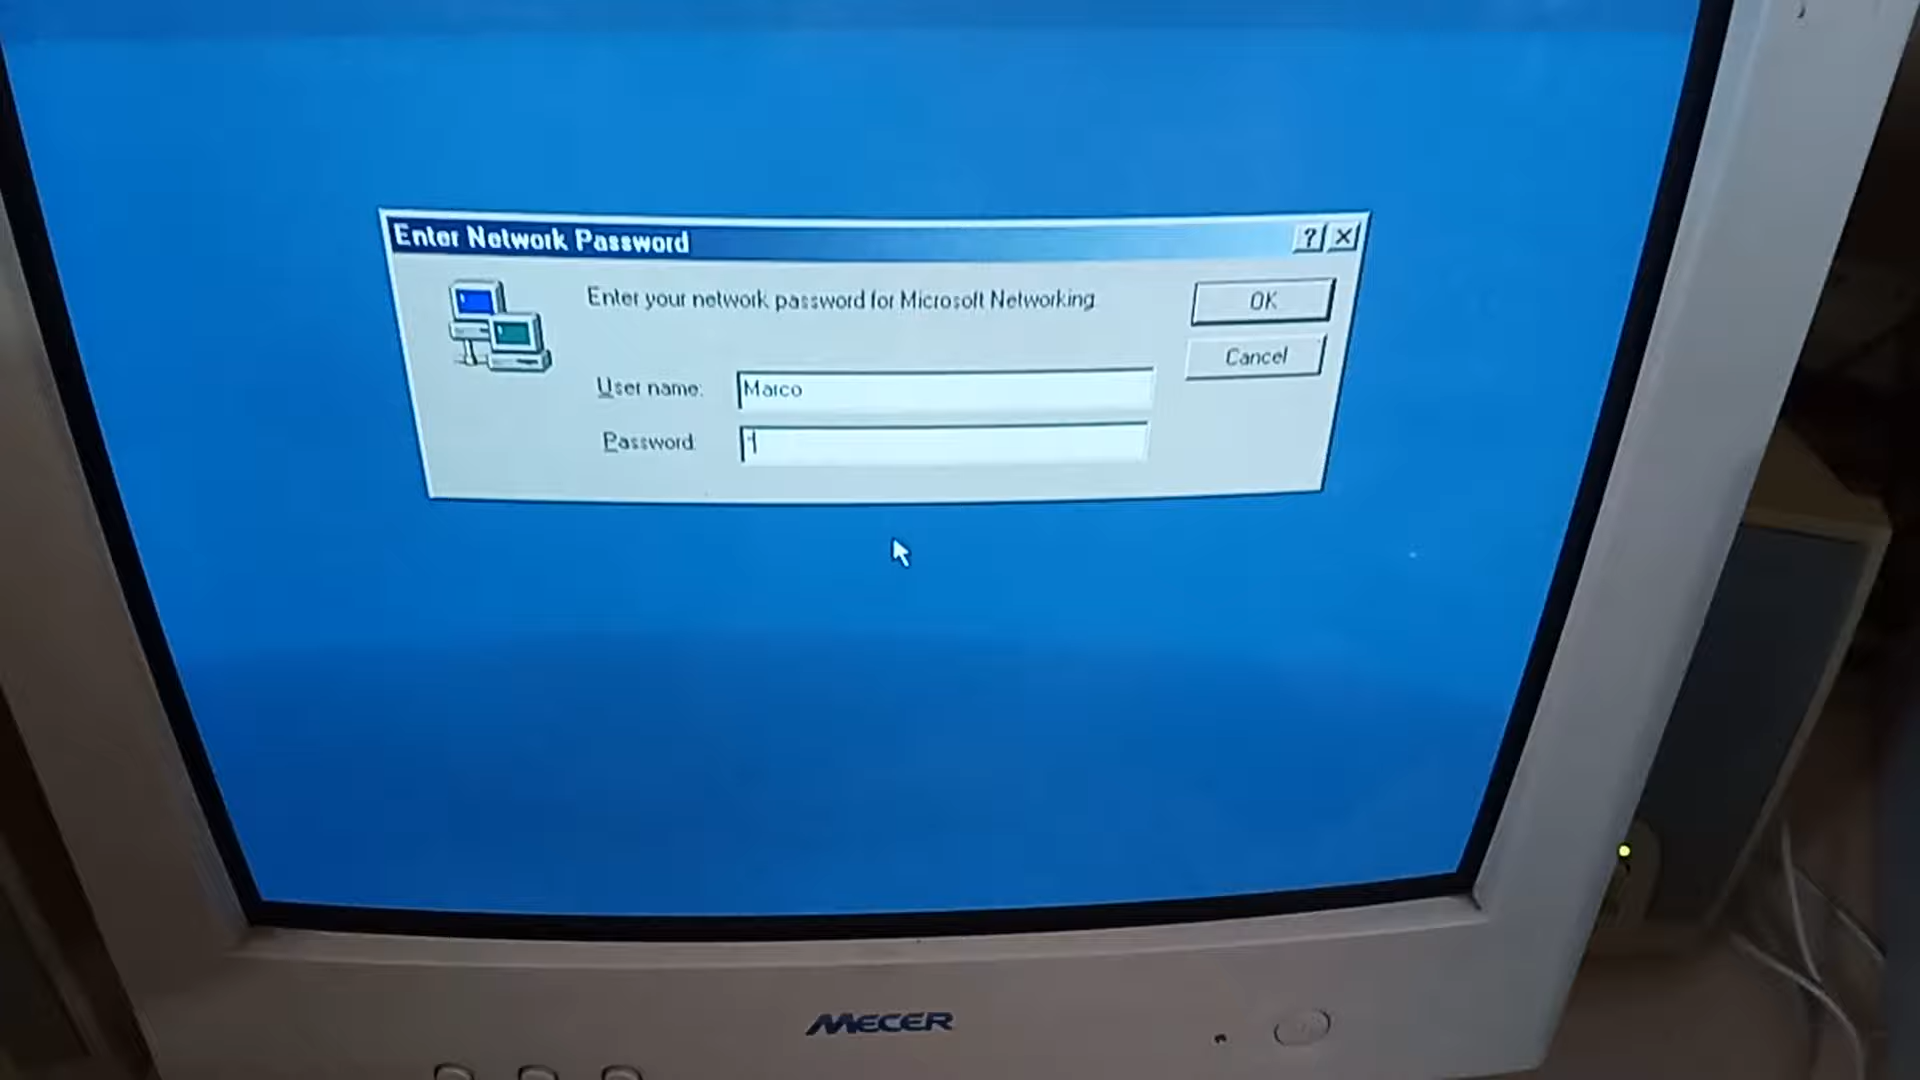 Enter Network Password
? X
Enter your network password for Microsoft Networking.
OK
Cancel
User name: Marco
Password:
MECER